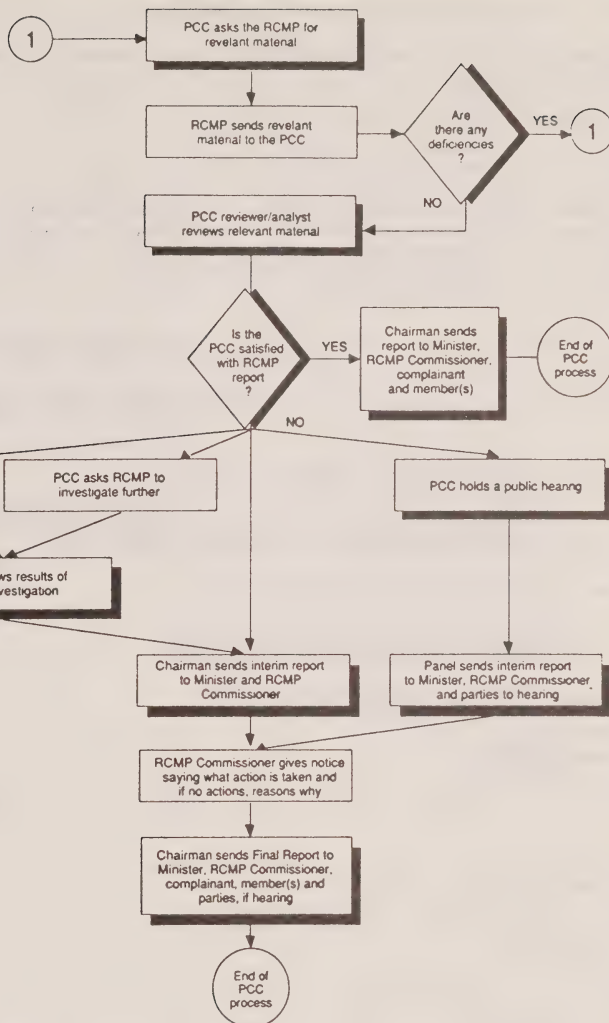 1
PCC asks the RCMP for
revelant material
RCMP sends revelant
material to the PCC
Are
there any
deficiencies
?
YES
1
NO
PCC reviewer/analyst
reviews relevant material
Is the
PCC satisfied
with RCMP
report
?
YES
Chairman sends
report to Minister,
RCMP Commissioner,
complainant
and member(s)
End of
PCC
process
NO
PCC asks RCMP to
investigate further
PCC holds a public hearing
ws results of
vestigation
Chairman sends interim report
to Minister and RCMP
Commissioner
Panel sends interim report
to Minister, RCMP Commissioner
and parties to hearing
RCMP Commissioner gives notice
saying what action is taken and
if no actions, reasons why
Chairman sends Final Report to
Minister, RCMP Commissioner,
complainant, member(s) and
parties, if hearing
End of
PCC
process